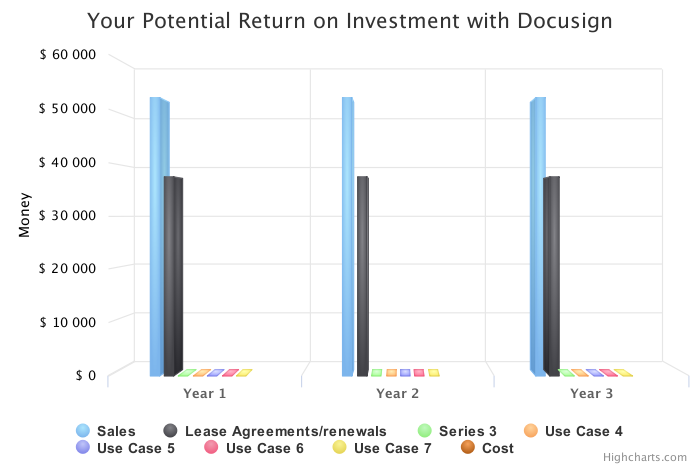 Your Potential Return on Investment with Docusign
$ 60 000
$ 50 000
$ 40 000
$ 30 000
$ 20 000
$ 10 000
$ 0
Money
Year 1 Year 2 Year 3
Sales Lease Agreements/renewals Series 3 Use Case 4
Use Case 5 Use Case 6 Use Case 7 Cost
Highcharts.com